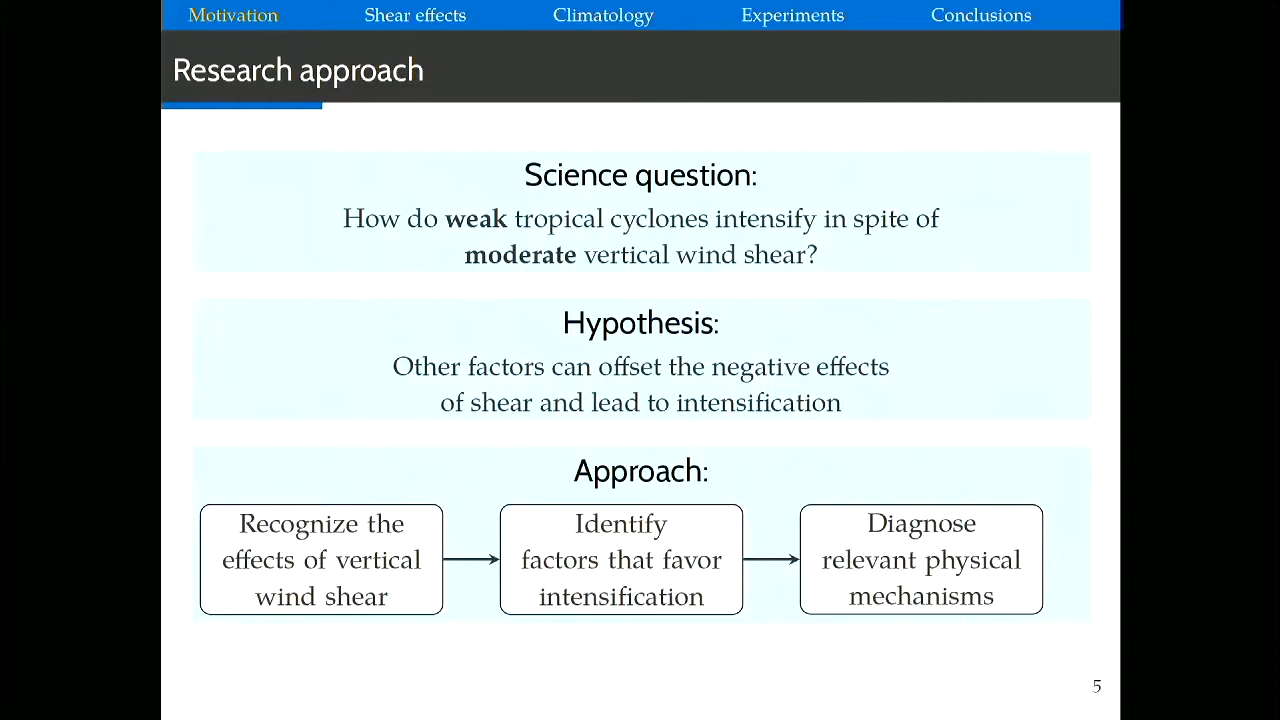 Motivation Shear effects Climatology Experiments Conclusions
Research approach
Science question:
How do weak tropical cyclones intensify in spite of
moderate vertical wind shear?
Hypothesis:
Other factors can offset the negative effects
of shear and lead to intensification
Approach:
Recognize the
effects of vertical
wind shear
Identify
factors that favor
intensification
Diagnose
relevant physical
mechanisms
5